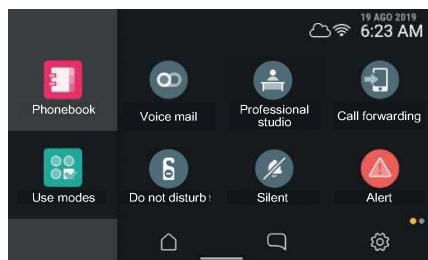 19 AGO 2019
6:23 AM
Phonebook
Voice mail
Professional
studio
Call forwarding
Use modes
Do not disturb
Silent
Alert